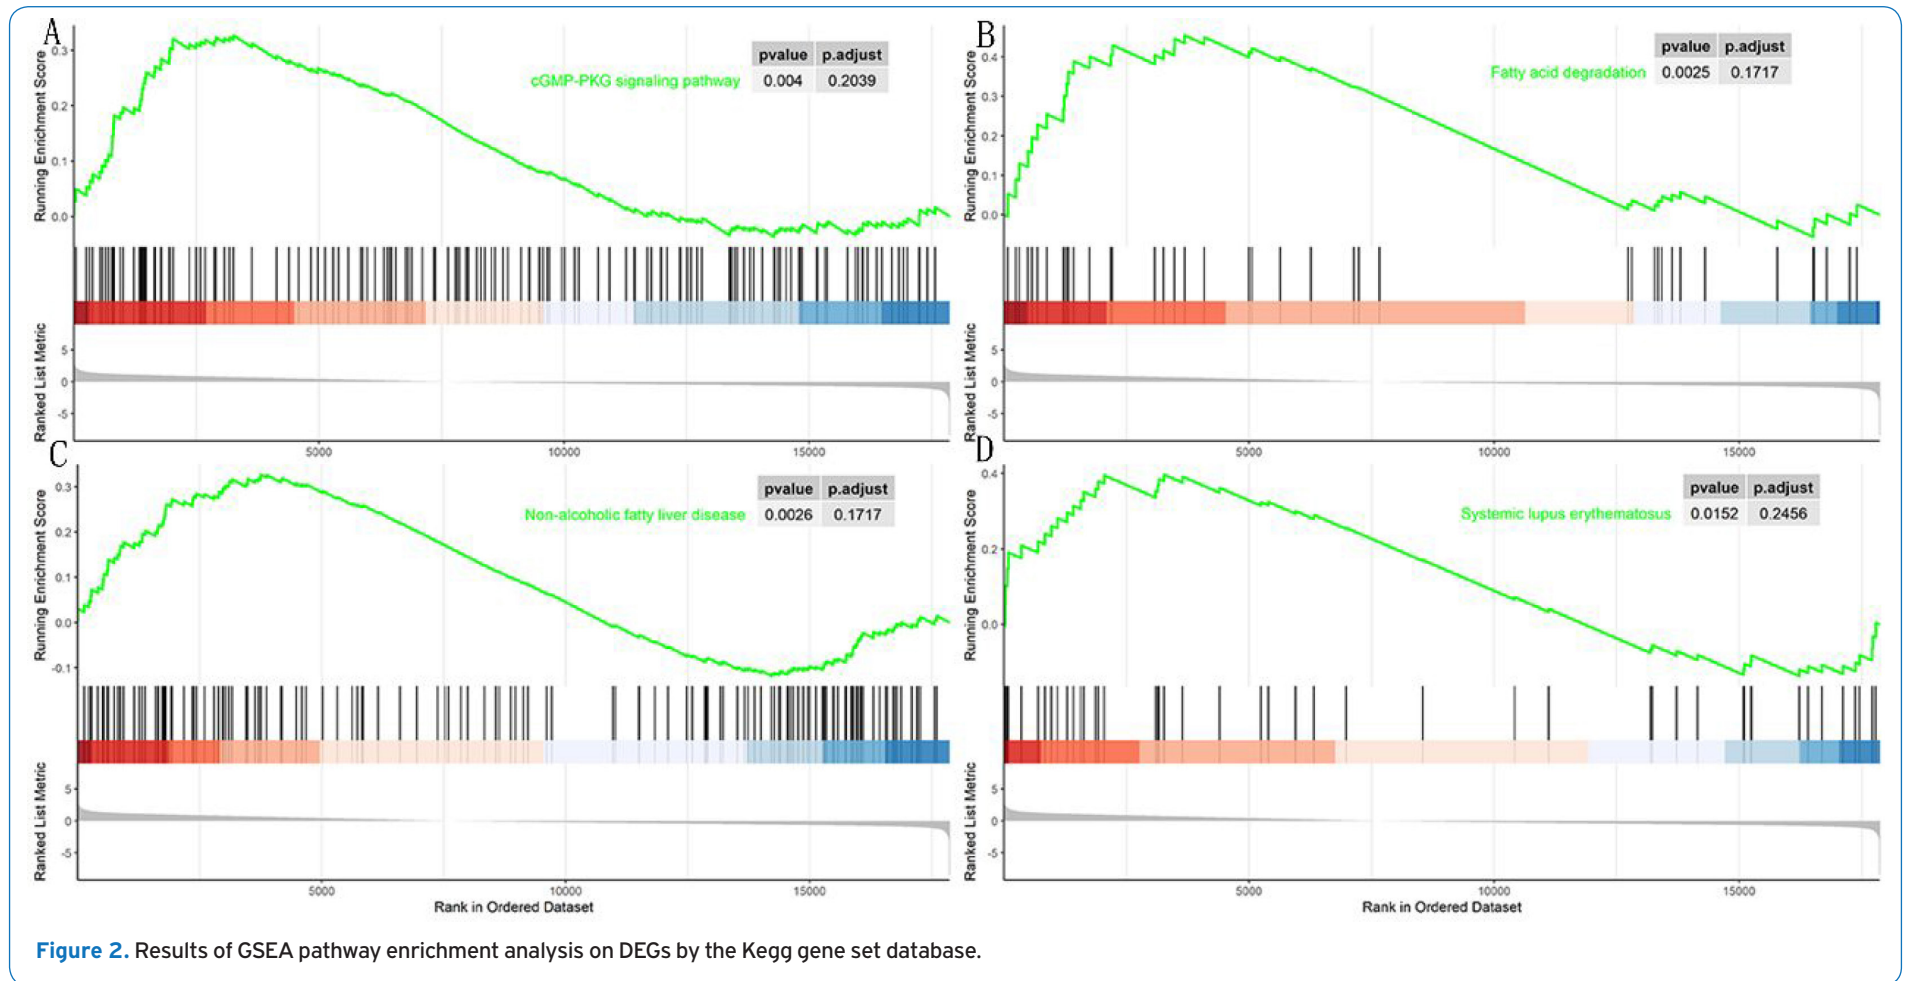 A
Running Enrichment Score
0.3
0.2
0.1
0.0
cGMP-PKG signaling pathway
pvalue p.adjust
0.004 0.2039
Ranked List Metric
5
0
-5
5000 10000 15000
B
Running Enrichment Score
0.4
0.3
0.2
0.1
0.0
Fatty acid degradation
pvalue p.adjust
0.0025 0.1717
Ranked List Metric
5
0
-5
5000 10000 15000
C
Running Enrichment Score
0.3
0.2
0.1
0.0
-0.1
Non-alcoholic fatty liver disease
pvalue p.adjust
0.0026 0.1717
Ranked List Metric
5
0
-5
5000 10000 15000
Rank in Ordered Dataset
D
Running Enrichment Score
0.4
0.2
0.0
Systemic lupus erythematosus
pvalue p.adjust
0.0152 0.2456
Ranked List Metric
5
0
-5
5000 10000 15000
Rank in Ordered Dataset
Figure 2. Results of GSEA pathway enrichment analysis on DEGs by the Kegg gene set database.